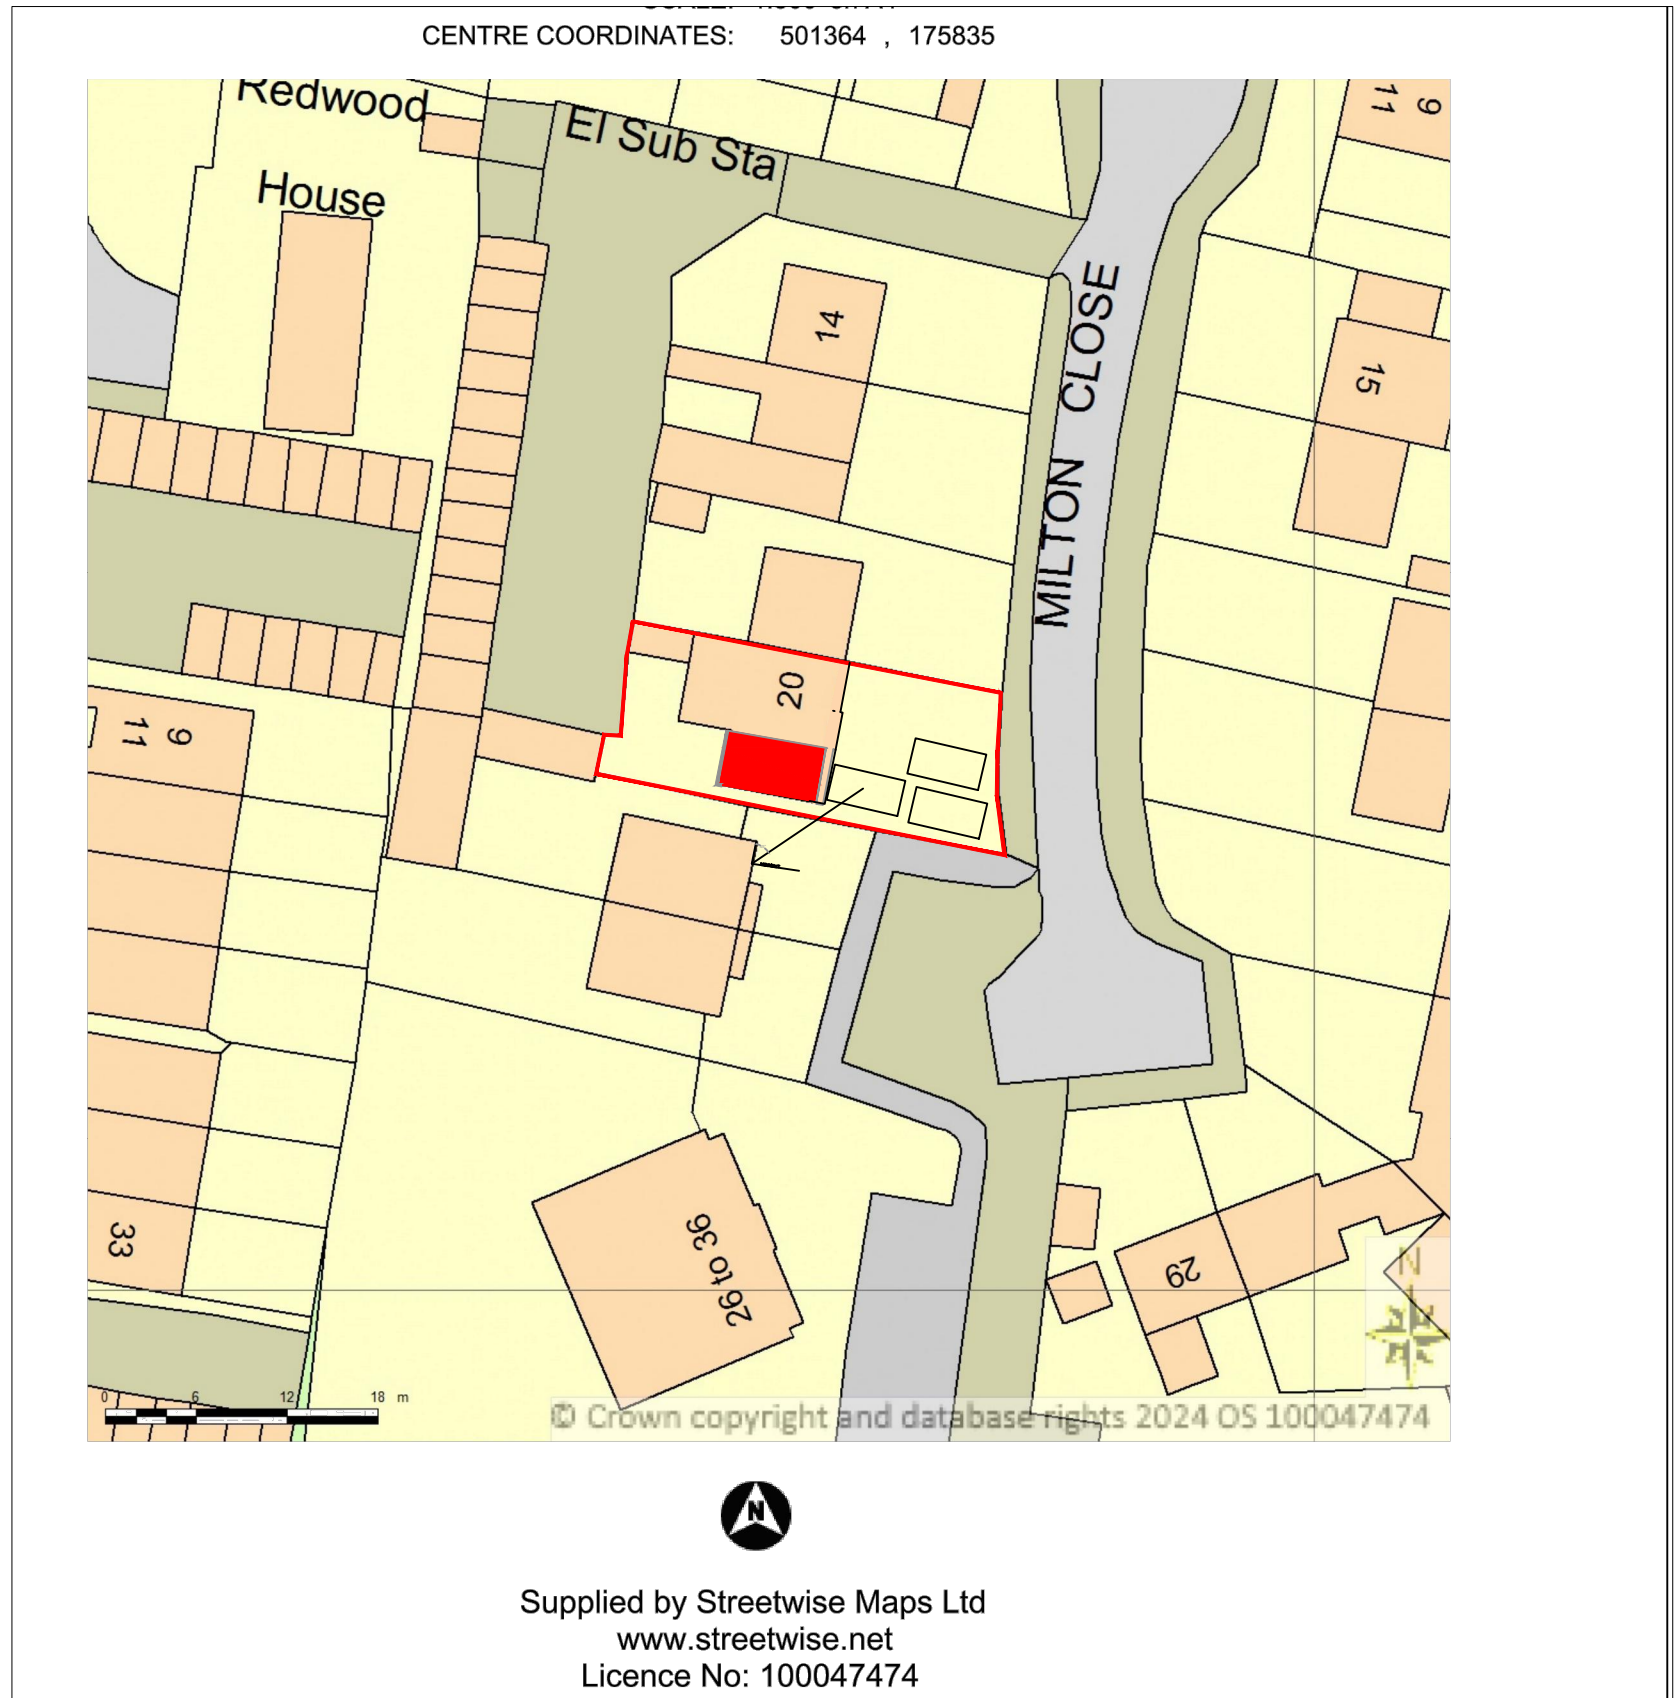 CENTRE COORDINATES: 501364 , 175835
Redwood
House
El Sub Sta
11
9
14
MILTON CLOSE
15
20
11
9
33
26 to 36
29
N
0 6 12 18 m
© Crown copyright and database rights 2024 OS 100047474
N
Supplied by Streetwise Maps Ltd
www.streetwise.net
Licence No: 100047474